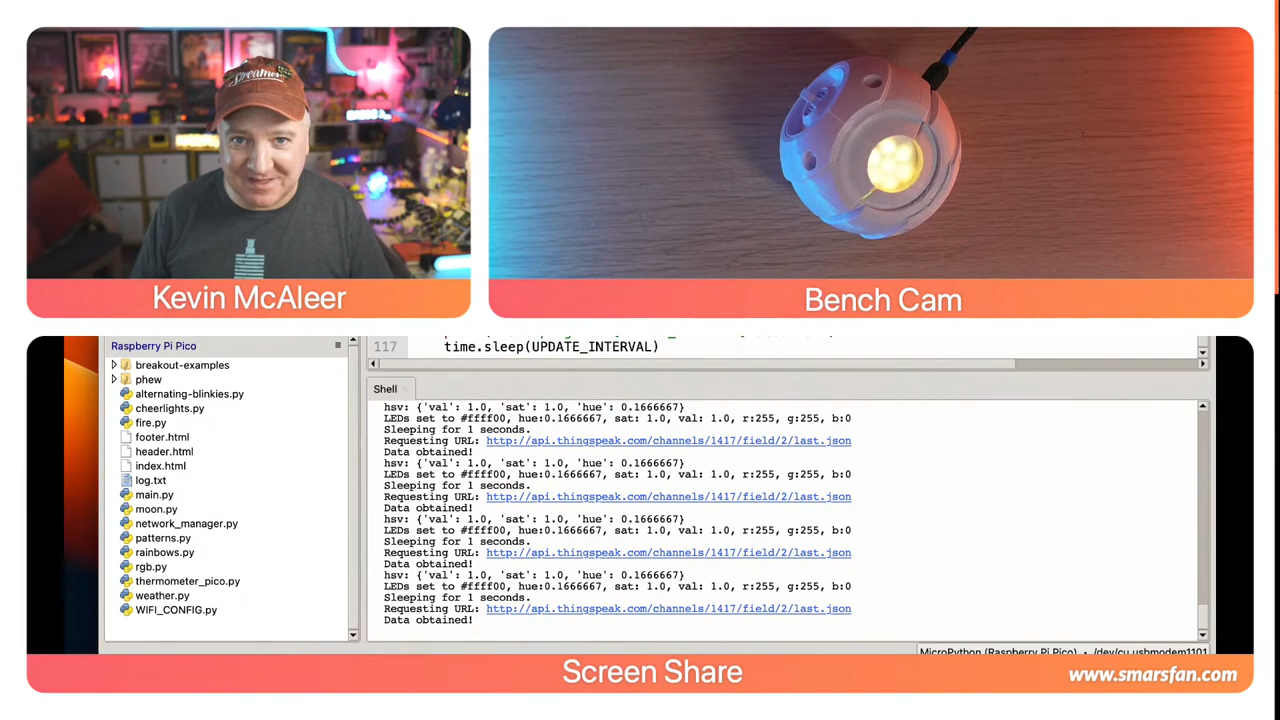 Streamer
Kevin McAleer
Bench Cam
Raspberry Pi Pico
breakout-examples
phew
alternating-blinkies.py
cheerlights.py
fire.py
footer.html
header.html
index.html
log.txt
main.py
moon.py
network_manager.py
patterns.py
rainbows.py
rgb.py
thermometer_pico.py
weather.py
WIFI_CONFIG.py
117 time.sleep(UPDATE_INTERVAL)
Shell
hsv: {'val': 1.0, 'sat': 1.0, 'hue': 0.1666667}
LEDs set to #ffff00, hue:0.1666667, sat: 1.0, val: 1.0, r:255, g:255, b:0
Sleeping for 1 seconds.
Requesting URL: http://api.thingspeak.com/channels/1417/field/2/last.json
Data obtained!
hsv: {'val': 1.0, 'sat': 1.0, 'hue': 0.1666667}
LEDs set to #ffff00, hue:0.1666667, sat: 1.0, val: 1.0, r:255, g:255, b:0
Sleeping for 1 seconds.
Requesting URL: http://api.thingspeak.com/channels/1417/field/2/last.json
Data obtained!
hsv: {'val': 1.0, 'sat': 1.0, 'hue': 0.1666667}
LEDs set to #ffff00, hue:0.1666667, sat: 1.0, val: 1.0, r:255, g:255, b:0
Sleeping for 1 seconds.
Requesting URL: http://api.thingspeak.com/channels/1417/field/2/last.json
Data obtained!
hsv: {'val': 1.0, 'sat': 1.0, 'hue': 0.1666667}
LEDs set to #ffff00, hue:0.1666667, sat: 1.0, val: 1.0, r:255, g:255, b:0
Sleeping for 1 seconds.
Requesting URL: http://api.thingspeak.com/channels/1417/field/2/last.json
Data obtained!
MicroPython (Raspberry Pi Pico) • /dev/cu.usbmodem1101
Screen Share
www.smarsfan.com